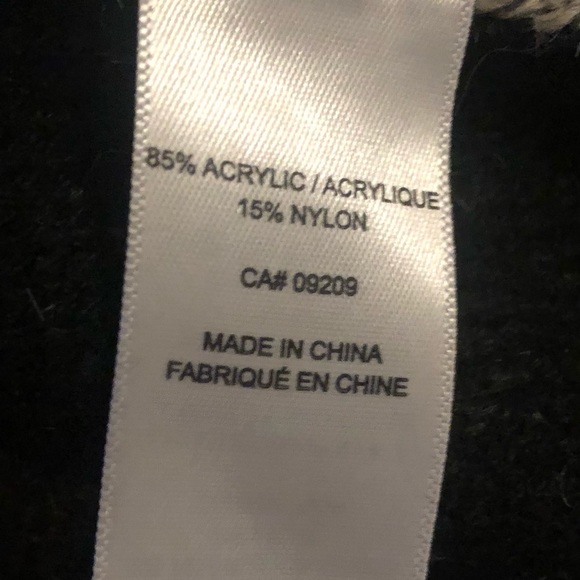 85% ACRYLIC / ACRYLIQUE
15% NYLON
CA# 09209
MADE IN CHINA
FABRIQUÉ EN CHINE